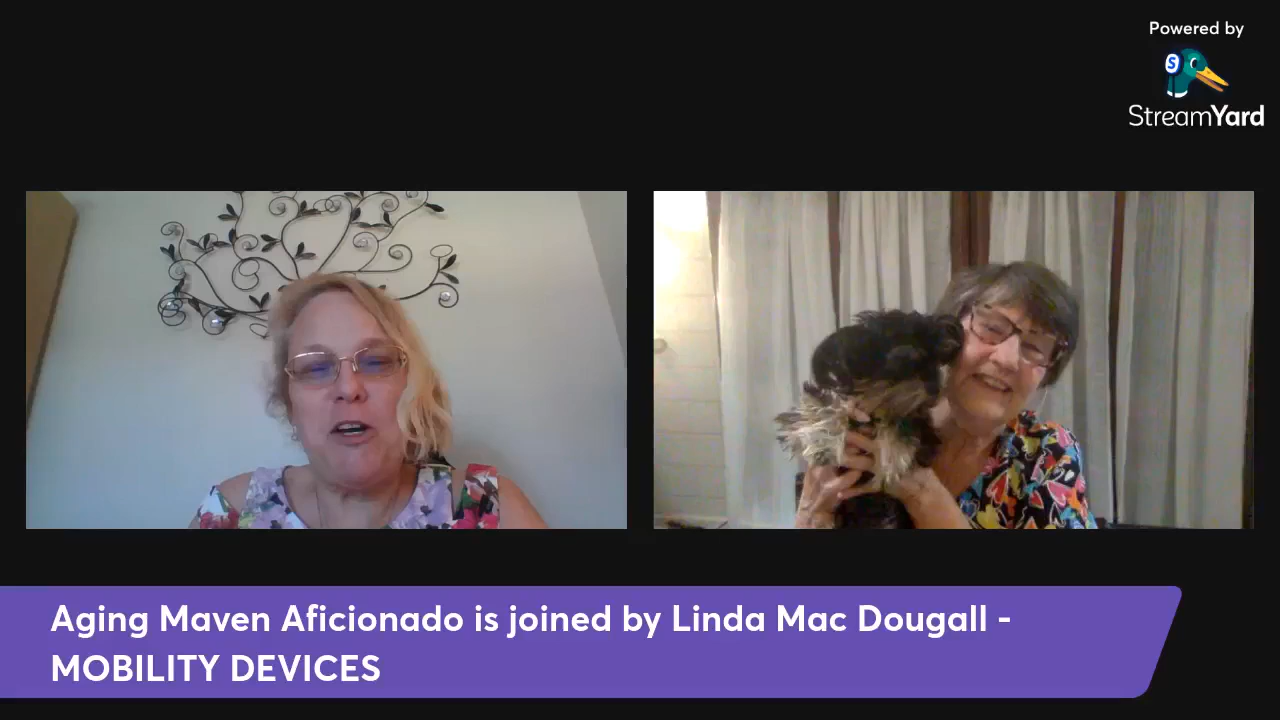 Powered by
S
StreamYard
Aging Maven Aficionado is joined by Linda Mac Dougall -
MOBILITY DEVICES